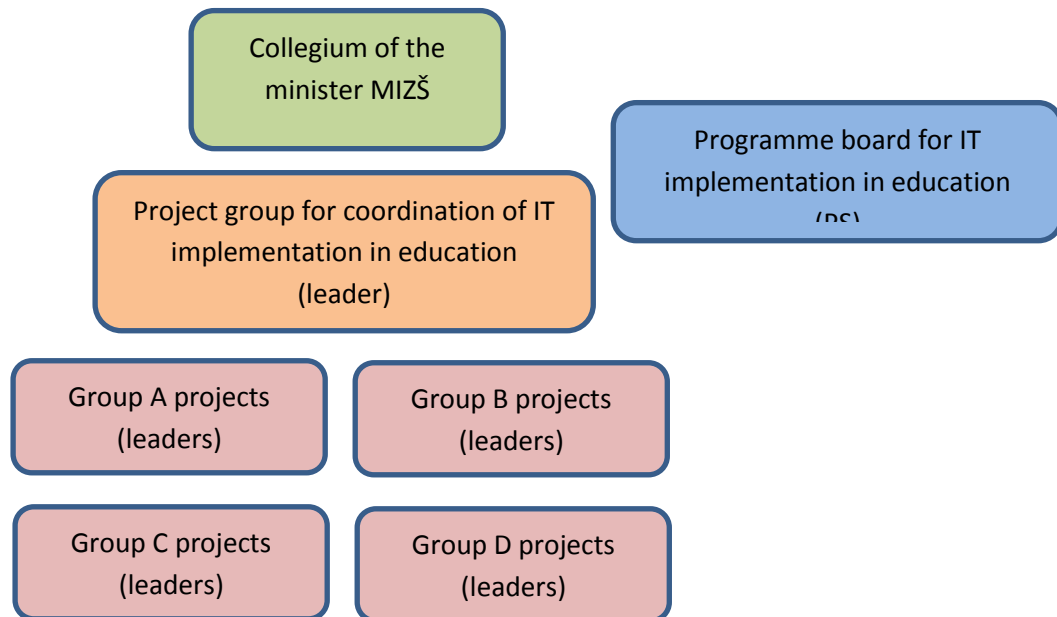 Collegium of the
minister MIZŠ
Programme board for IT
implementation in education
(PS)
Project group for coordination of IT
implementation in education
(leader)
Group A projects
(leaders)
Group B projects
(leaders)
Group C projects
(leaders)
Group D projects
(leaders)